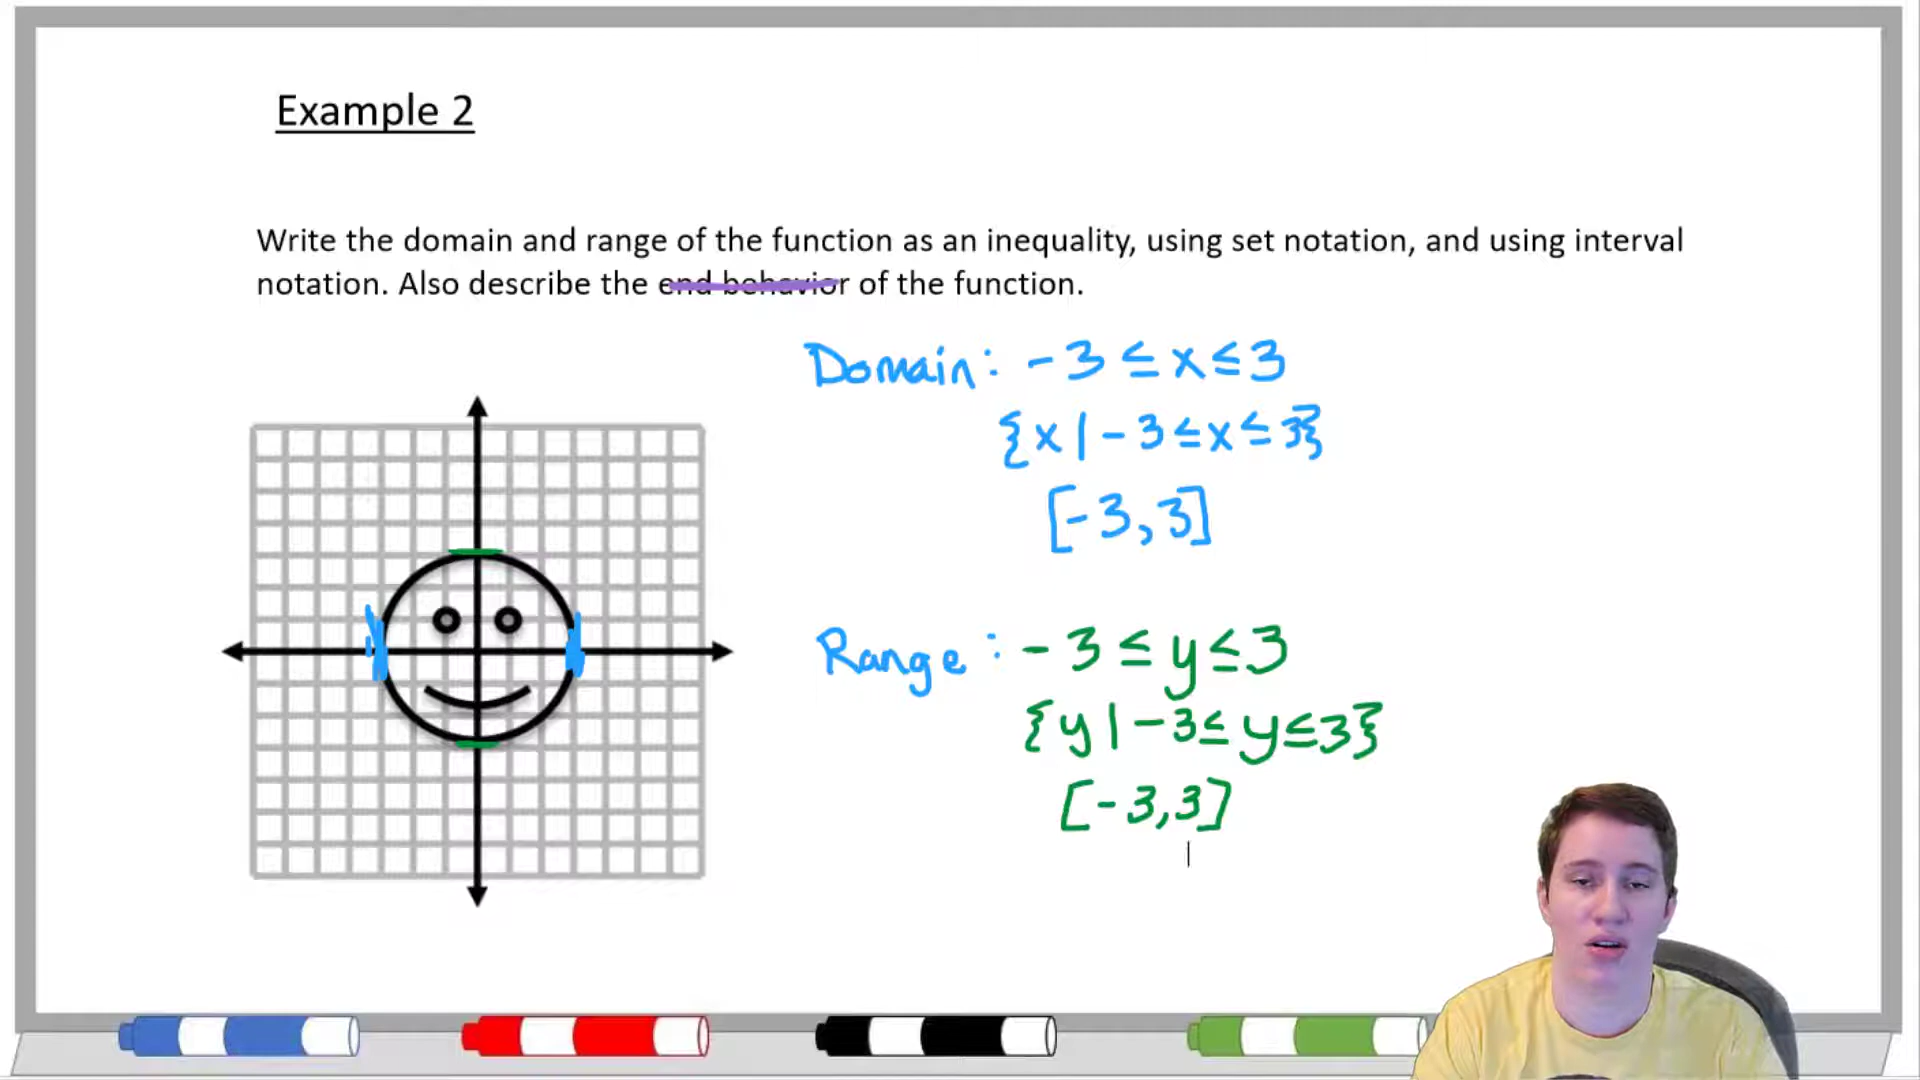 Example 2
Write the domain and range of the function as an inequality, using set notation, and using interval
notation. Also describe the end behavior of the function.
Domain: -3 ≤ x ≤ 3
{x | -3 ≤ x ≤ 3}
[-3, 3]
Range: -3 ≤ y ≤ 3
{y | -3 ≤ y ≤ 3}
[-3, 3]